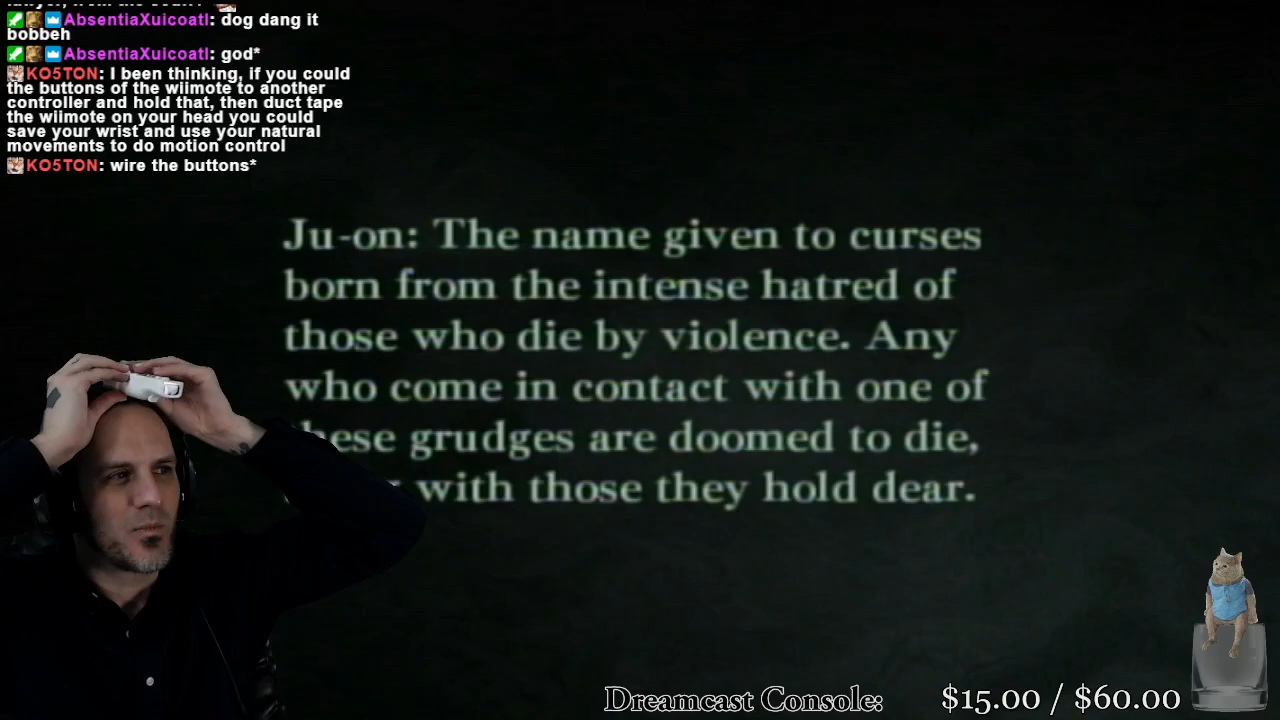 AbsentiaXuicoatl: dog dang it
bobbeh
AbsentiaXuicoatl: god*
KO5TON: I been thinking, if you could
the buttons of the wiimote to another
controller and hold that, then duct tape
the wiimote on your head you could
save your wrist and use your natural
movements to do motion control
KO5TON: wire the buttons*
Ju-on: The name given to curses
born from the intense hatred of
those who die by violence. Any
who come in contact with one of
grudges are doomed to die,
with those they hold dear.
Dreamcast Console: $15.00 / $60.00